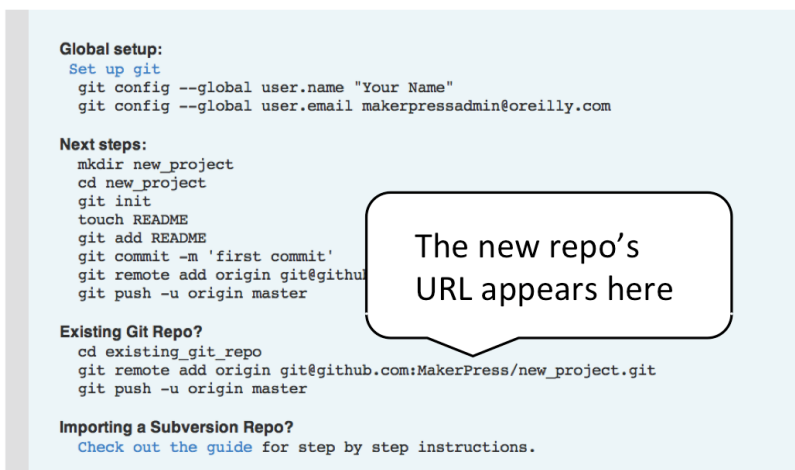 Global setup:
Set up git
git config --global user.name "Your Name"
git config --global user.email makerpressadmin@oreilly.com
Next steps:
mkdir new_project
cd new_project
git init
touch README
git add README
git commit -m 'first commit'
git remote add origin git@githu
git push -u origin master
The new repo's
URL appears here
Existing Git Repo?
cd existing_git_repo
git remote add origin git@github.com:MakerPress/new_project.git
git push -u origin master
Importing a Subversion Repo?
Check out the guide for step by step instructions.